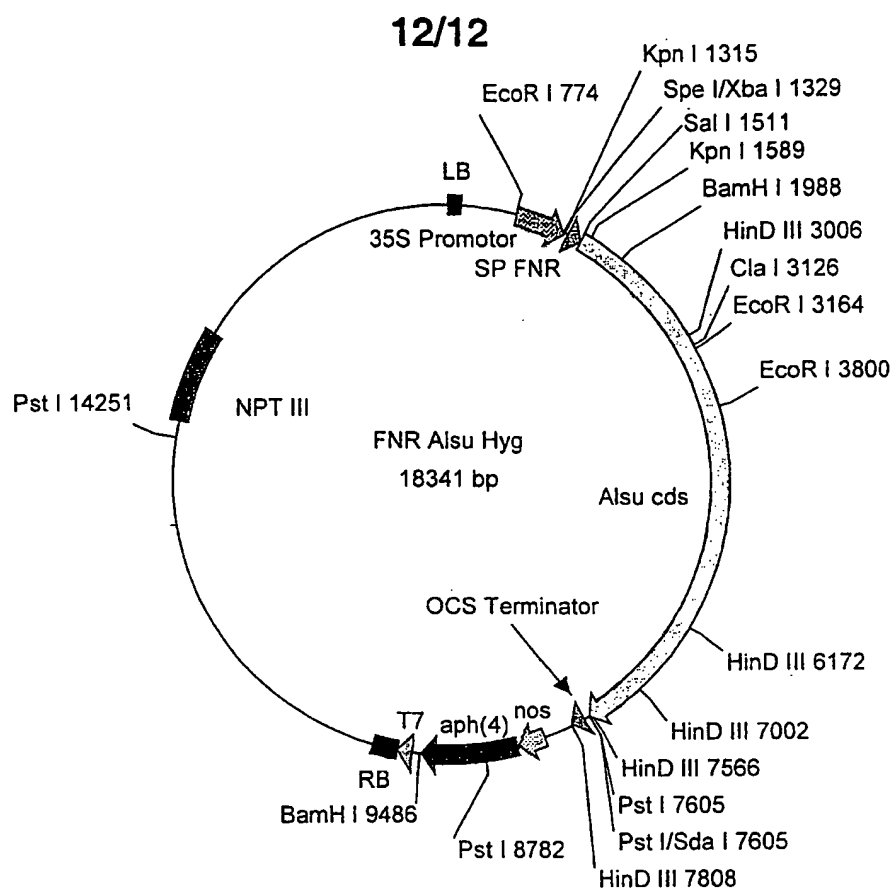 12/12
Kpn I 1315
EcoR I 774
Spe I/Xba I 1329
Sal I 1511
Kpn I 1589
LB
BamH I 1988
35S Promotor
HinD III 3006
SP FNR
Cla I 3126
EcoR I 3164
EcoR I 3800
Pst I 14251
NPT III
FNR Alsu Hyg
18341 bp
Alsu cds
OCS Terminator
HinD III 6172
T7
aph(4)
nos
HinD III 7002
RB
HinD III 7566
BamH I 9486
Pst I 7605
Pst I 8782
Pst I/Sda I 7605
HinD III 7808